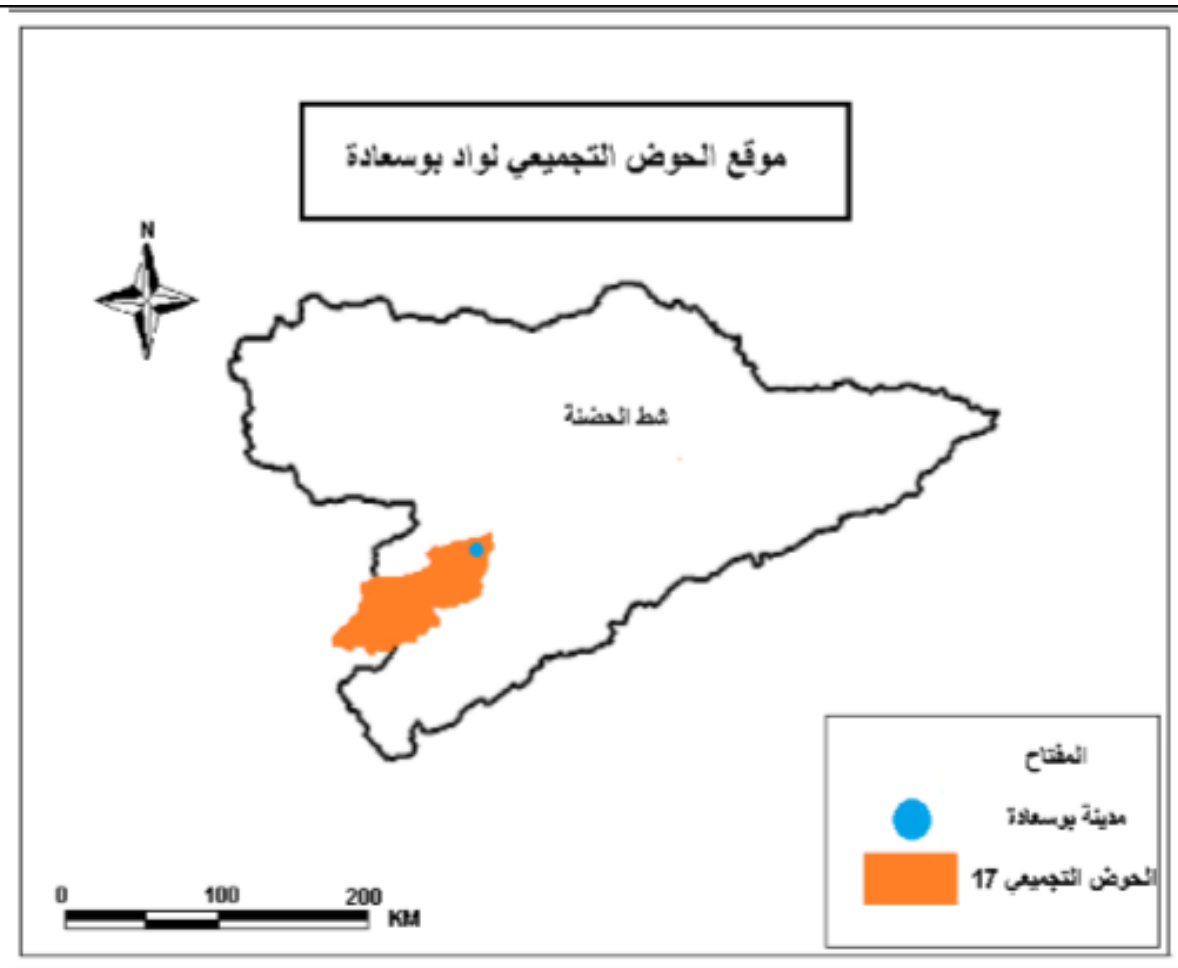 موقع الحوض التجميعي لواد بوسعادة
N
شط الحضنة
المفتاح
مدينة بوسعادة
الحوض التجميعي 17
0 100 200
KM